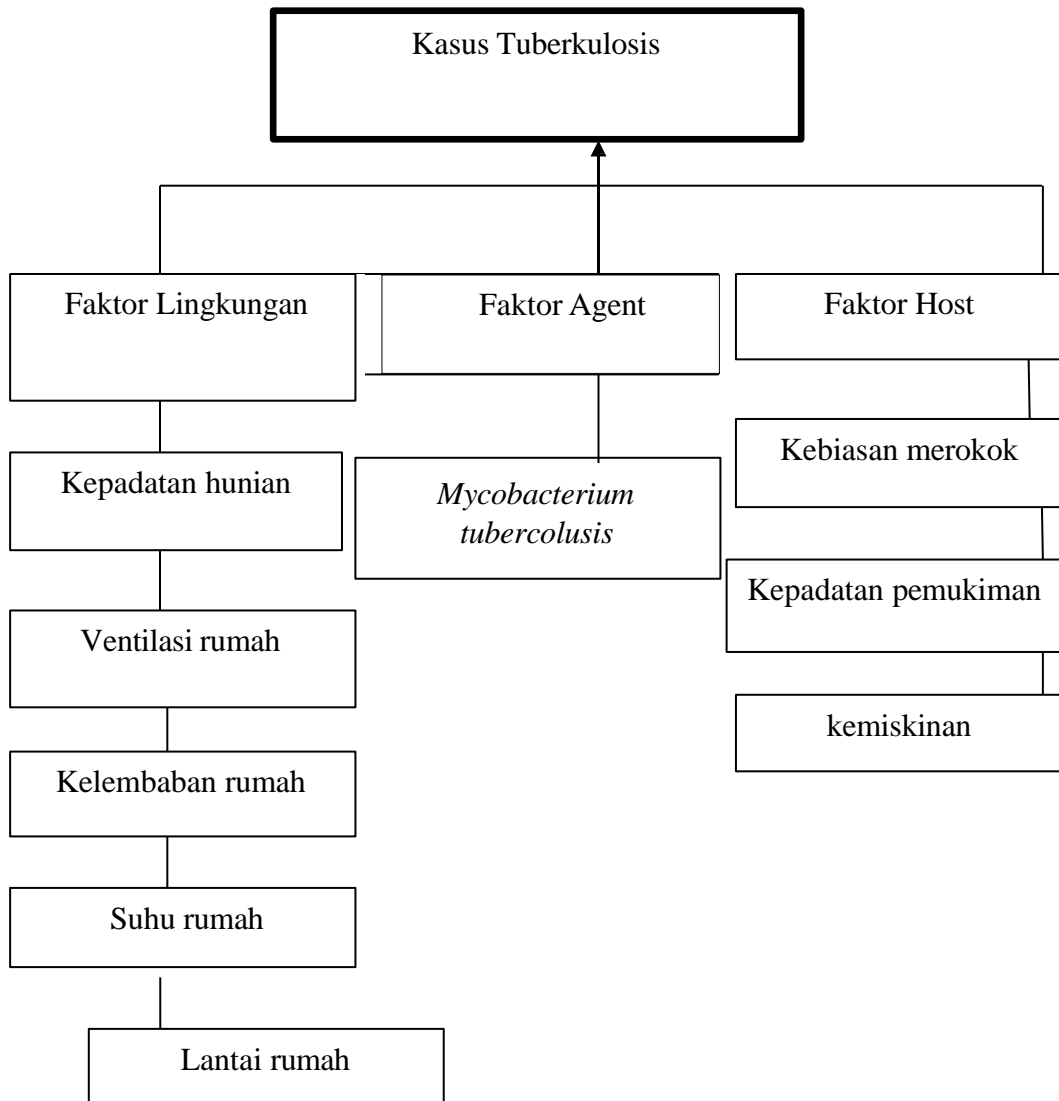 Kasus Tuberkulosis
Faktor Lingkungan
Faktor Agent
Faktor Host
Kepadatan hunian
Mycobacterium
tubercolusis
Kebiasan merokok
Ventilasi rumah
Kepadatan pemukiman
Kelembaban rumah
kemiskinan
Suhu rumah
Lantai rumah